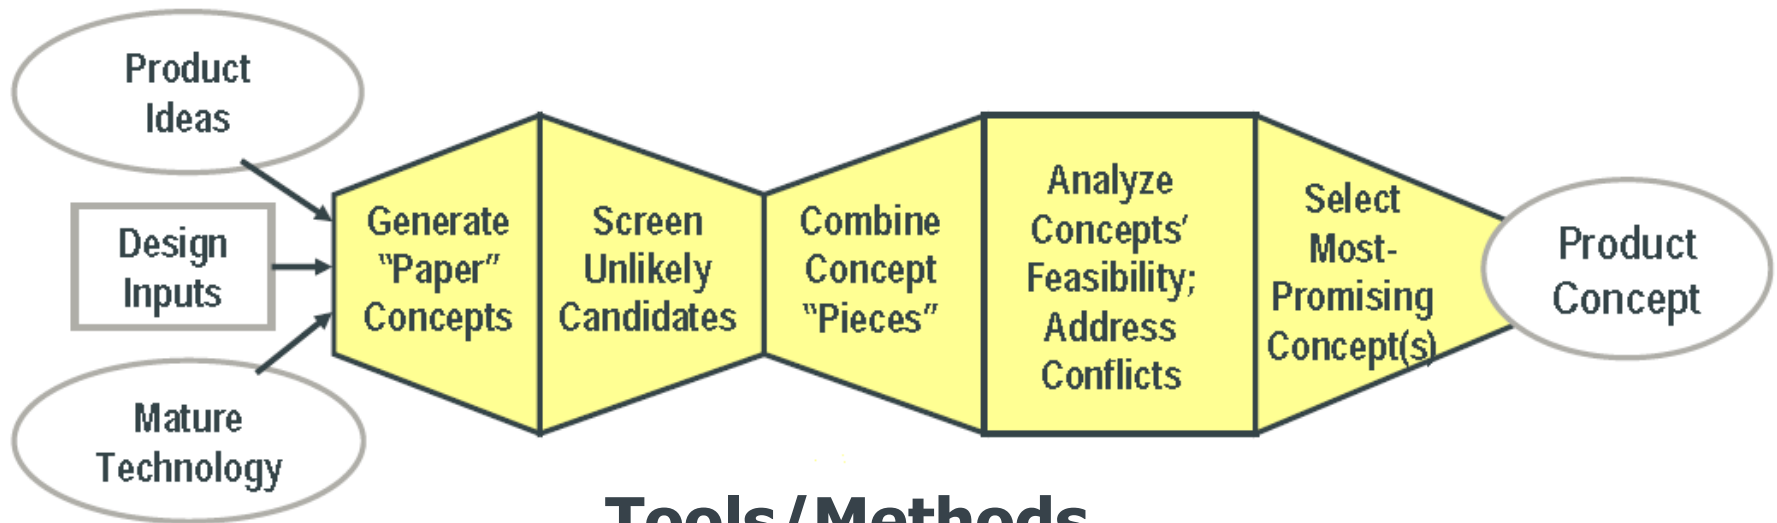 Product
Ideas
Design
Inputs
Mature
Technology
Generate
“Paper”
Concepts
Screen
Unlikely
Candidates
Combine
Concept
“Pieces”
Analyze
Concepts’
Feasibility;
Address
Conflicts
Select
Most-
Promising
Concept(s)
Product
Concept
Tools/Methods